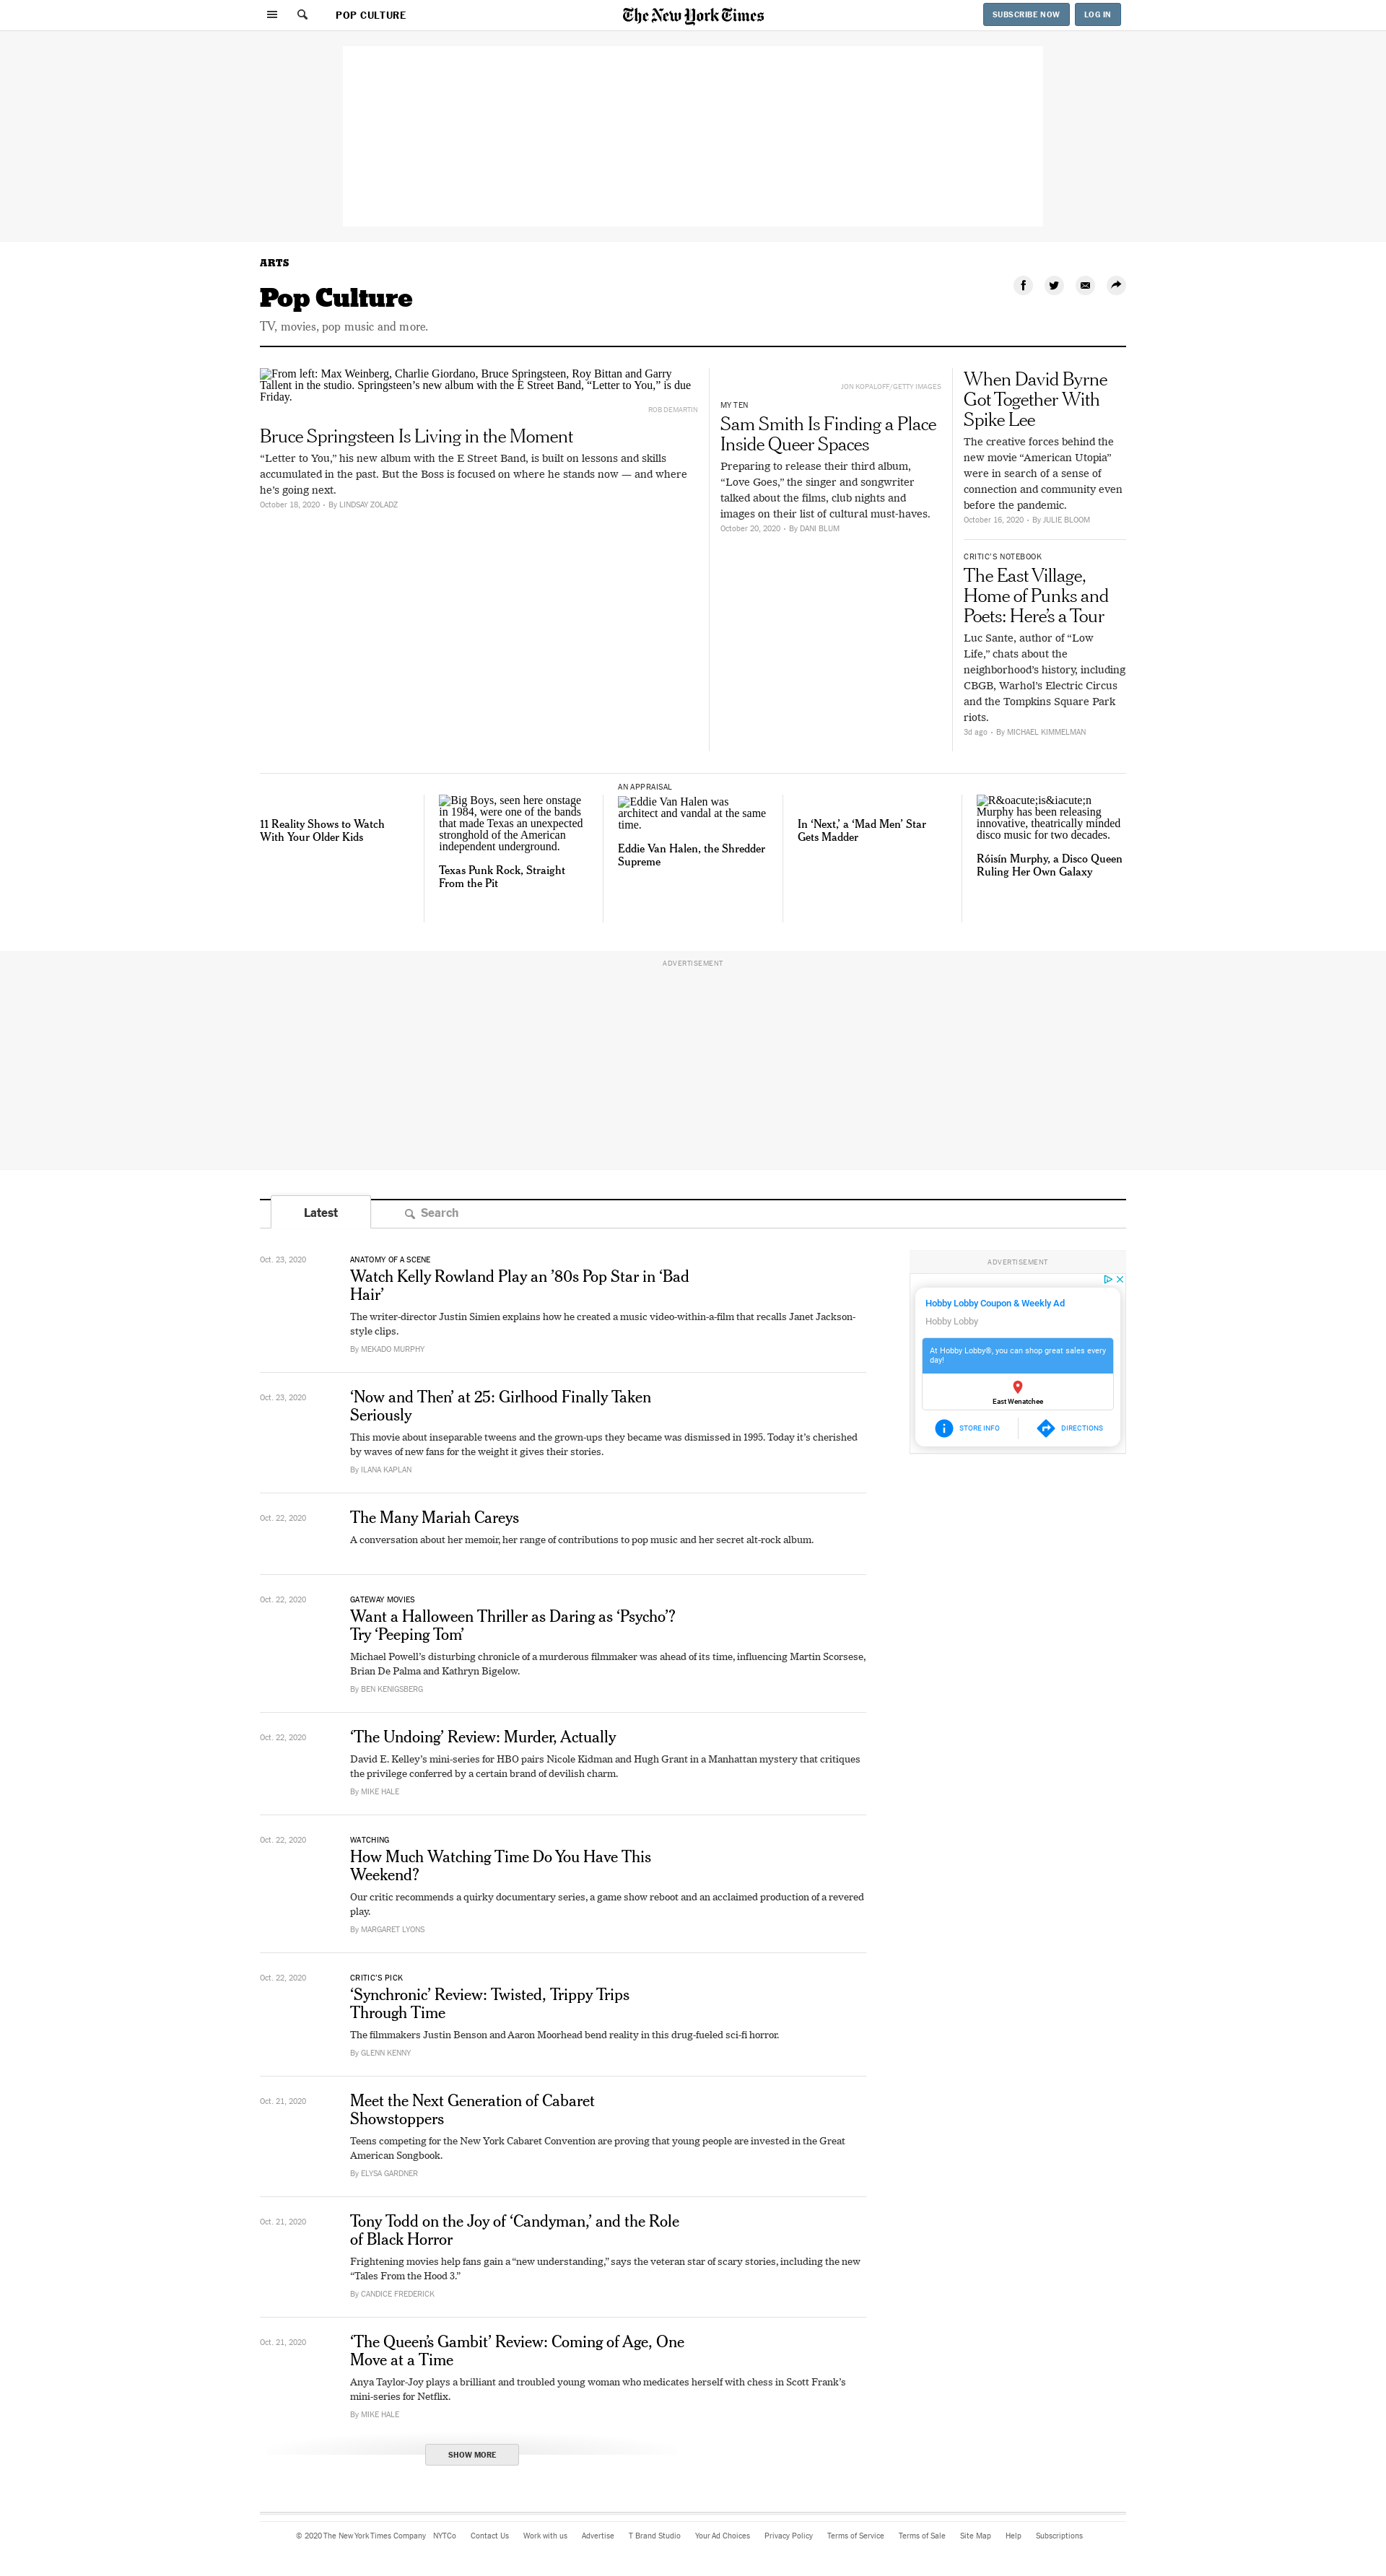 POP CULTURE
The New York Times
SUBSCRIBE NOW
LOG IN
ARTS
Pop Culture
TV, movies, pop music and more.
From left: Max Weinberg, Charlie Giordano, Bruce Springsteen, Roy Bittan and Garry
Tallent in the studio. Springsteen’s new album with the E Street Band, “Letter to You,” is due
Friday.
ROB DEMARTIN
Bruce Springsteen Is Living in the Moment
“Letter to You,” his new album with the E Street Band, is built on lessons and skills
accumulated in the past. But the Boss is focused on where he stands now — and where
he’s going next.
October 18, 2020 • By LINDSAY ZOLADZ
JON KOPALOFF/GETTY IMAGES
MY TEN
Sam Smith Is Finding a Place
Inside Queer Spaces
Preparing to release their third album,
“Love Goes,” the singer and songwriter
talked about the films, club nights and
images on their list of cultural must-haves.
October 20, 2020 • By DANI BLUM
When David Byrne
Got Together With
Spike Lee
The creative forces behind the
new movie “American Utopia”
were in search of a sense of
connection and community even
before the pandemic.
October 16, 2020 • By JULIE BLOOM
CRITIC’S NOTEBOOK
The East Village,
Home of Punks and
Poets: Here’s a Tour
Luc Sante, author of “Low
Life,” chats about the
neighborhood’s history, including
CBGB, Warhol’s Electric Circus
and the Tompkins Square Park
riots.
3d ago • By MICHAEL KIMMELMAN
11 Reality Shows to Watch
With Your Older Kids
Big Boys, seen here onstage
in 1984, were one of the bands
that made Texas an unexpected
stronghold of the American
independent underground.
Texas Punk Rock, Straight
From the Pit
AN APPRAISAL
Eddie Van Halen was
architect and vandal at the same
time.
Eddie Van Halen, the Shredder
Supreme
In ‘Next,’ a ‘Mad Men’ Star
Gets Madder
R&oacute;is&iacute;n
Murphy has been releasing
innovative, theatrically minded
disco music for two decades.
Róisín Murphy, a Disco Queen
Ruling Her Own Galaxy
ADVERTISEMENT
Latest
Search
Oct. 23, 2020
ANATOMY OF A SCENE
Watch Kelly Rowland Play an ’80s Pop Star in ‘Bad
Hair’
The writer-director Justin Simien explains how he created a music video-within-a-film that recalls Janet Jackson-
style clips.
By MEKADO MURPHY
ADVERTISEMENT
Hobby Lobby Coupon & Weekly Ad
Hobby Lobby
At Hobby Lobby®, you can shop great sales every
day!
East Wenatchee
STORE INFO
DIRECTIONS
Oct. 23, 2020
‘Now and Then’ at 25: Girlhood Finally Taken
Seriously
This movie about inseparable tweens and the grown-ups they became was dismissed in 1995. Today it’s cherished
by waves of new fans for the weight it gives their stories.
By ILANA KAPLAN
Oct. 22, 2020
The Many Mariah Careys
A conversation about her memoir, her range of contributions to pop music and her secret alt-rock album.
Oct. 22, 2020
GATEWAY MOVIES
Want a Halloween Thriller as Daring as ‘Psycho’?
Try ‘Peeping Tom’
Michael Powell’s disturbing chronicle of a murderous filmmaker was ahead of its time, influencing Martin Scorsese,
Brian De Palma and Kathryn Bigelow.
By BEN KENIGSBERG
Oct. 22, 2020
‘The Undoing’ Review: Murder, Actually
David E. Kelley’s mini-series for HBO pairs Nicole Kidman and Hugh Grant in a Manhattan mystery that critiques
the privilege conferred by a certain brand of devilish charm.
By MIKE HALE
Oct. 22, 2020
WATCHING
How Much Watching Time Do You Have This
Weekend?
Our critic recommends a quirky documentary series, a game show reboot and an acclaimed production of a revered
play.
By MARGARET LYONS
Oct. 22, 2020
CRITIC’S PICK
‘Synchronic’ Review: Twisted, Trippy Trips
Through Time
The filmmakers Justin Benson and Aaron Moorhead bend reality in this drug-fueled sci-fi horror.
By GLENN KENNY
Oct. 21, 2020
Meet the Next Generation of Cabaret
Showstoppers
Teens competing for the New York Cabaret Convention are proving that young people are invested in the Great
American Songbook.
By ELYSA GARDNER
Oct. 21, 2020
Tony Todd on the Joy of ‘Candyman,’ and the Role
of Black Horror
Frightening movies help fans gain a “new understanding,” says the veteran star of scary stories, including the new
“Tales From the Hood 3.”
By CANDICE FREDERICK
Oct. 21, 2020
‘The Queen’s Gambit’ Review: Coming of Age, One
Move at a Time
Anya Taylor-Joy plays a brilliant and troubled young woman who medicates herself with chess in Scott Frank’s
mini-series for Netflix.
By MIKE HALE
SHOW MORE
© 2020 The New York Times Company NYTCo Contact Us Work with us Advertise T Brand Studio Your Ad Choices Privacy Policy Terms of Service Terms of Sale Site Map Help Subscriptions